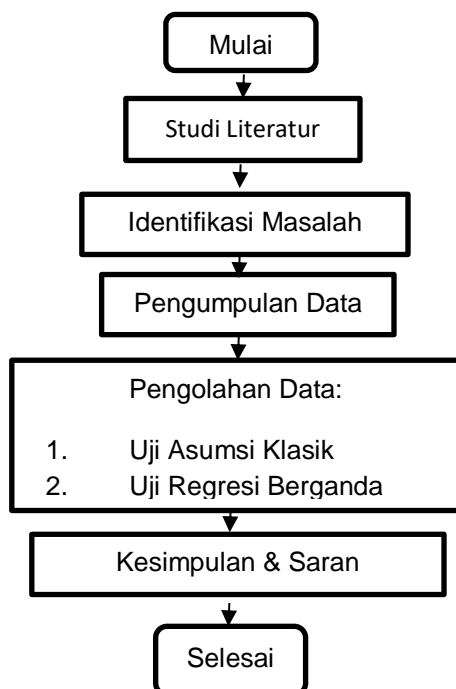 Mulai
Studi Literatur
Identifikasi Masalah
Pengumpulan Data
Pengolahan Data:
1. Uji Asumsi Klasik
2. Uji Regresi Berganda
Kesimpulan & Saran
Selesai